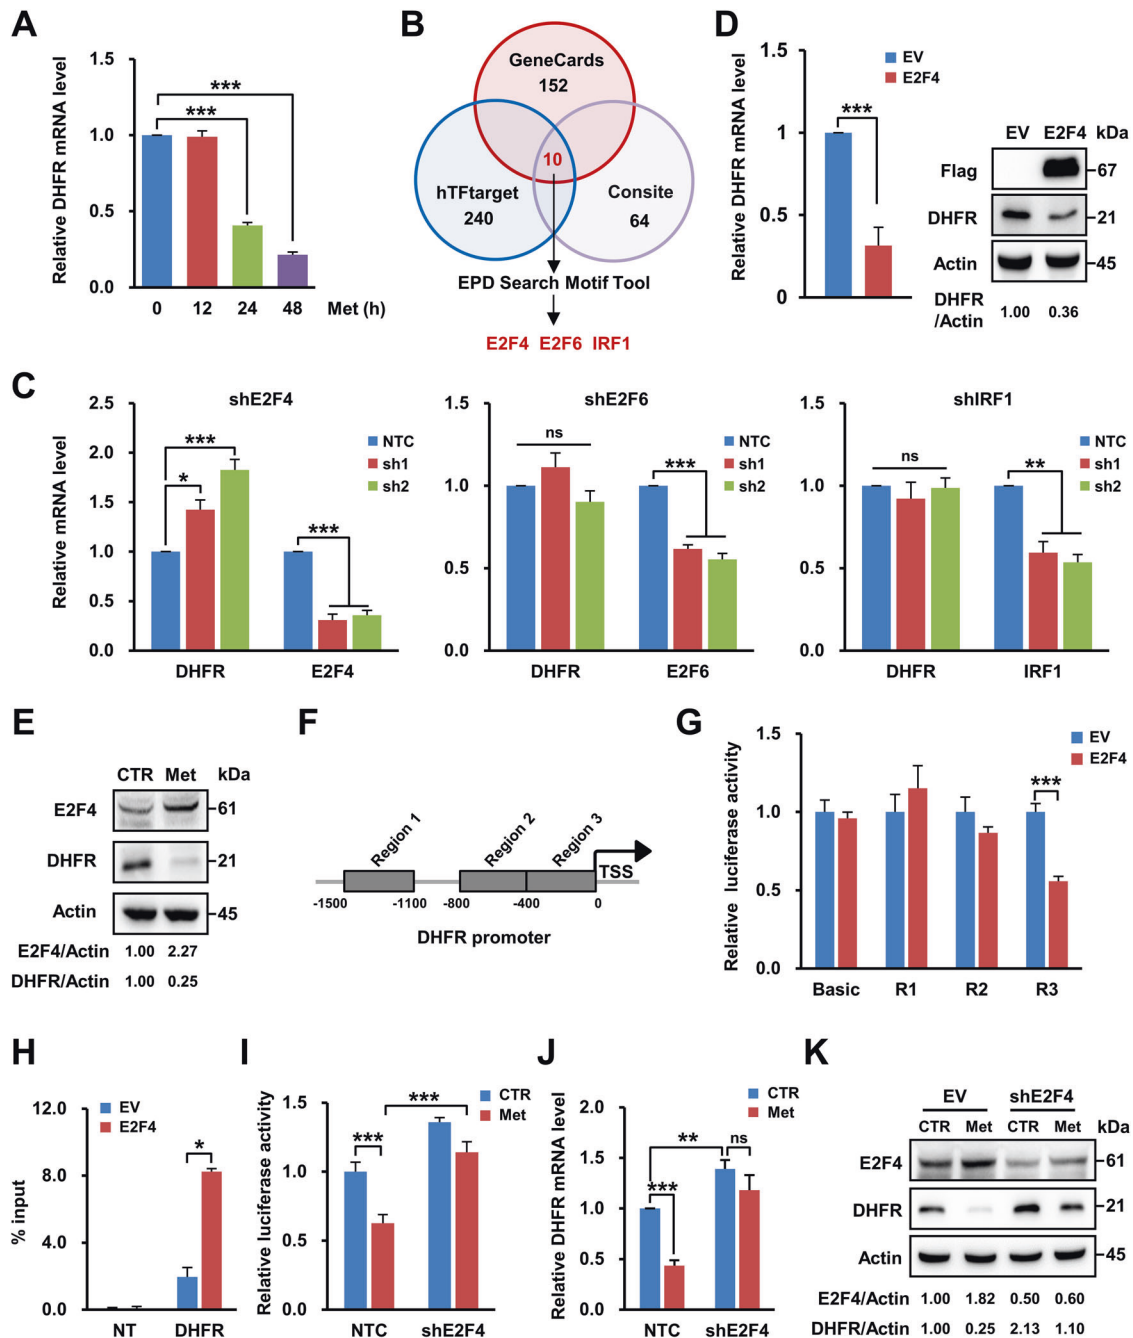 A
Relative DHFR mRNA level
1.5
1.0
0.5
0.0
***
***
0 12 24 48 Met (h)
B
GeneCards
152
10
hTFtarget
240
Consite
64
EPD Search Motif Tool
E2F4 E2F6 IRF1
D
Relative DHFR mRNA level
1
0.5
0
EV
E2F4
***
EV E2F4 kDa
Flag 67
DHFR 21
Actin 45
DHFR
/Actin 1.00 0.36
C
Relative mRNA level
shE2F4
2.5
2.0
1.5
1.0
0.5
0.0
NTC
sh1
sh2
***
*
***
DHFR E2F4
shE2F6
1.5
1.0
0.5
0.0
NTC
sh1
sh2
ns
***
DHFR E2F6
shIRF1
1.5
1.0
0.5
0.0
NTC
sh1
sh2
ns
**
DHFR IRF1
E
CTR Met kDa
E2F4 61
DHFR 21
Actin 45
E2F4/Actin 1.00 2.27
DHFR/Actin 1.00 0.25
F
Region 1
Region 2
Region 3
TSS
-1500 -1100 -800 -400 0
DHFR promoter
G
Relative luciferase activity
1.5
1.0
0.5
0.0
EV
E2F4
***
Basic R1 R2 R3
H
% input
12.0
8.0
4.0
0.0
EV
E2F4
*
NT DHFR
I
Relative luciferase activity
1.5
1.0
0.5
0.0
CTR
Met
***
***
NTC shE2F4
J
Relative DHFR mRNA level
2.0
1.5
1.0
0.5
0.0
CTR
Met
** ns
***
NTC shE2F4
K
EV shE2F4
CTR Met CTR Met kDa
E2F4 61
DHFR 21
Actin 45
E2F4/Actin 1.00 1.82 0.50 0.60
DHFR/Actin 1.00 0.25 2.13 1.10